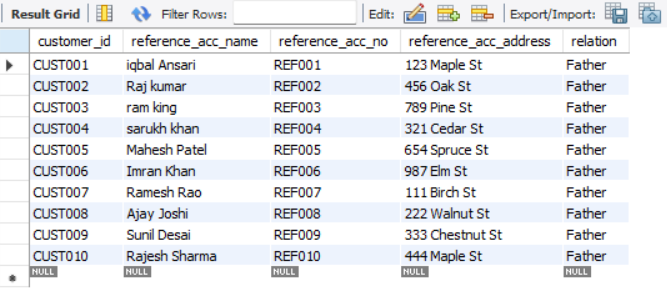 Result Grid Filter Rows: Edit: Export/Import:
customer_id reference_acc_name reference_acc_no reference_acc_address relation
CUST001 iqbal Ansari REF001 123 Maple St Father
CUST002 Raj kumar REF002 456 Oak St Father
CUST003 ram king REF003 789 Pine St Father
CUST004 sarukh khan REF004 321 Cedar St Father
CUST005 Mahesh Patel REF005 654 Spruce St Father
CUST006 Imran Khan REF006 987 Elm St Father
CUST007 Ramesh Rao REF007 111 Birch St Father
CUST008 Ajay Joshi REF008 222 Walnut St Father
CUST009 Sunil Desai REF009 333 Chestnut St Father
CUST010 Rajesh Sharma REF010 444 Maple St Father
NULL NULL NULL NULL NULL